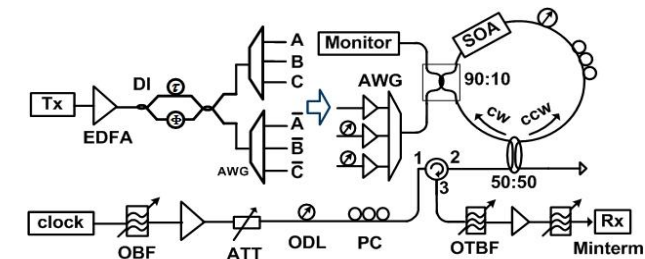 Tx
EDFA
DI
τ
Φ
A
B
C
AWG
A̅
B̅
C̅
AWG
Monitor
90:10
SOA
cw
ccw
50:50
1
2
3
clock
OBF
ATT
ODL
PC
OTBF
Rx
Minterm